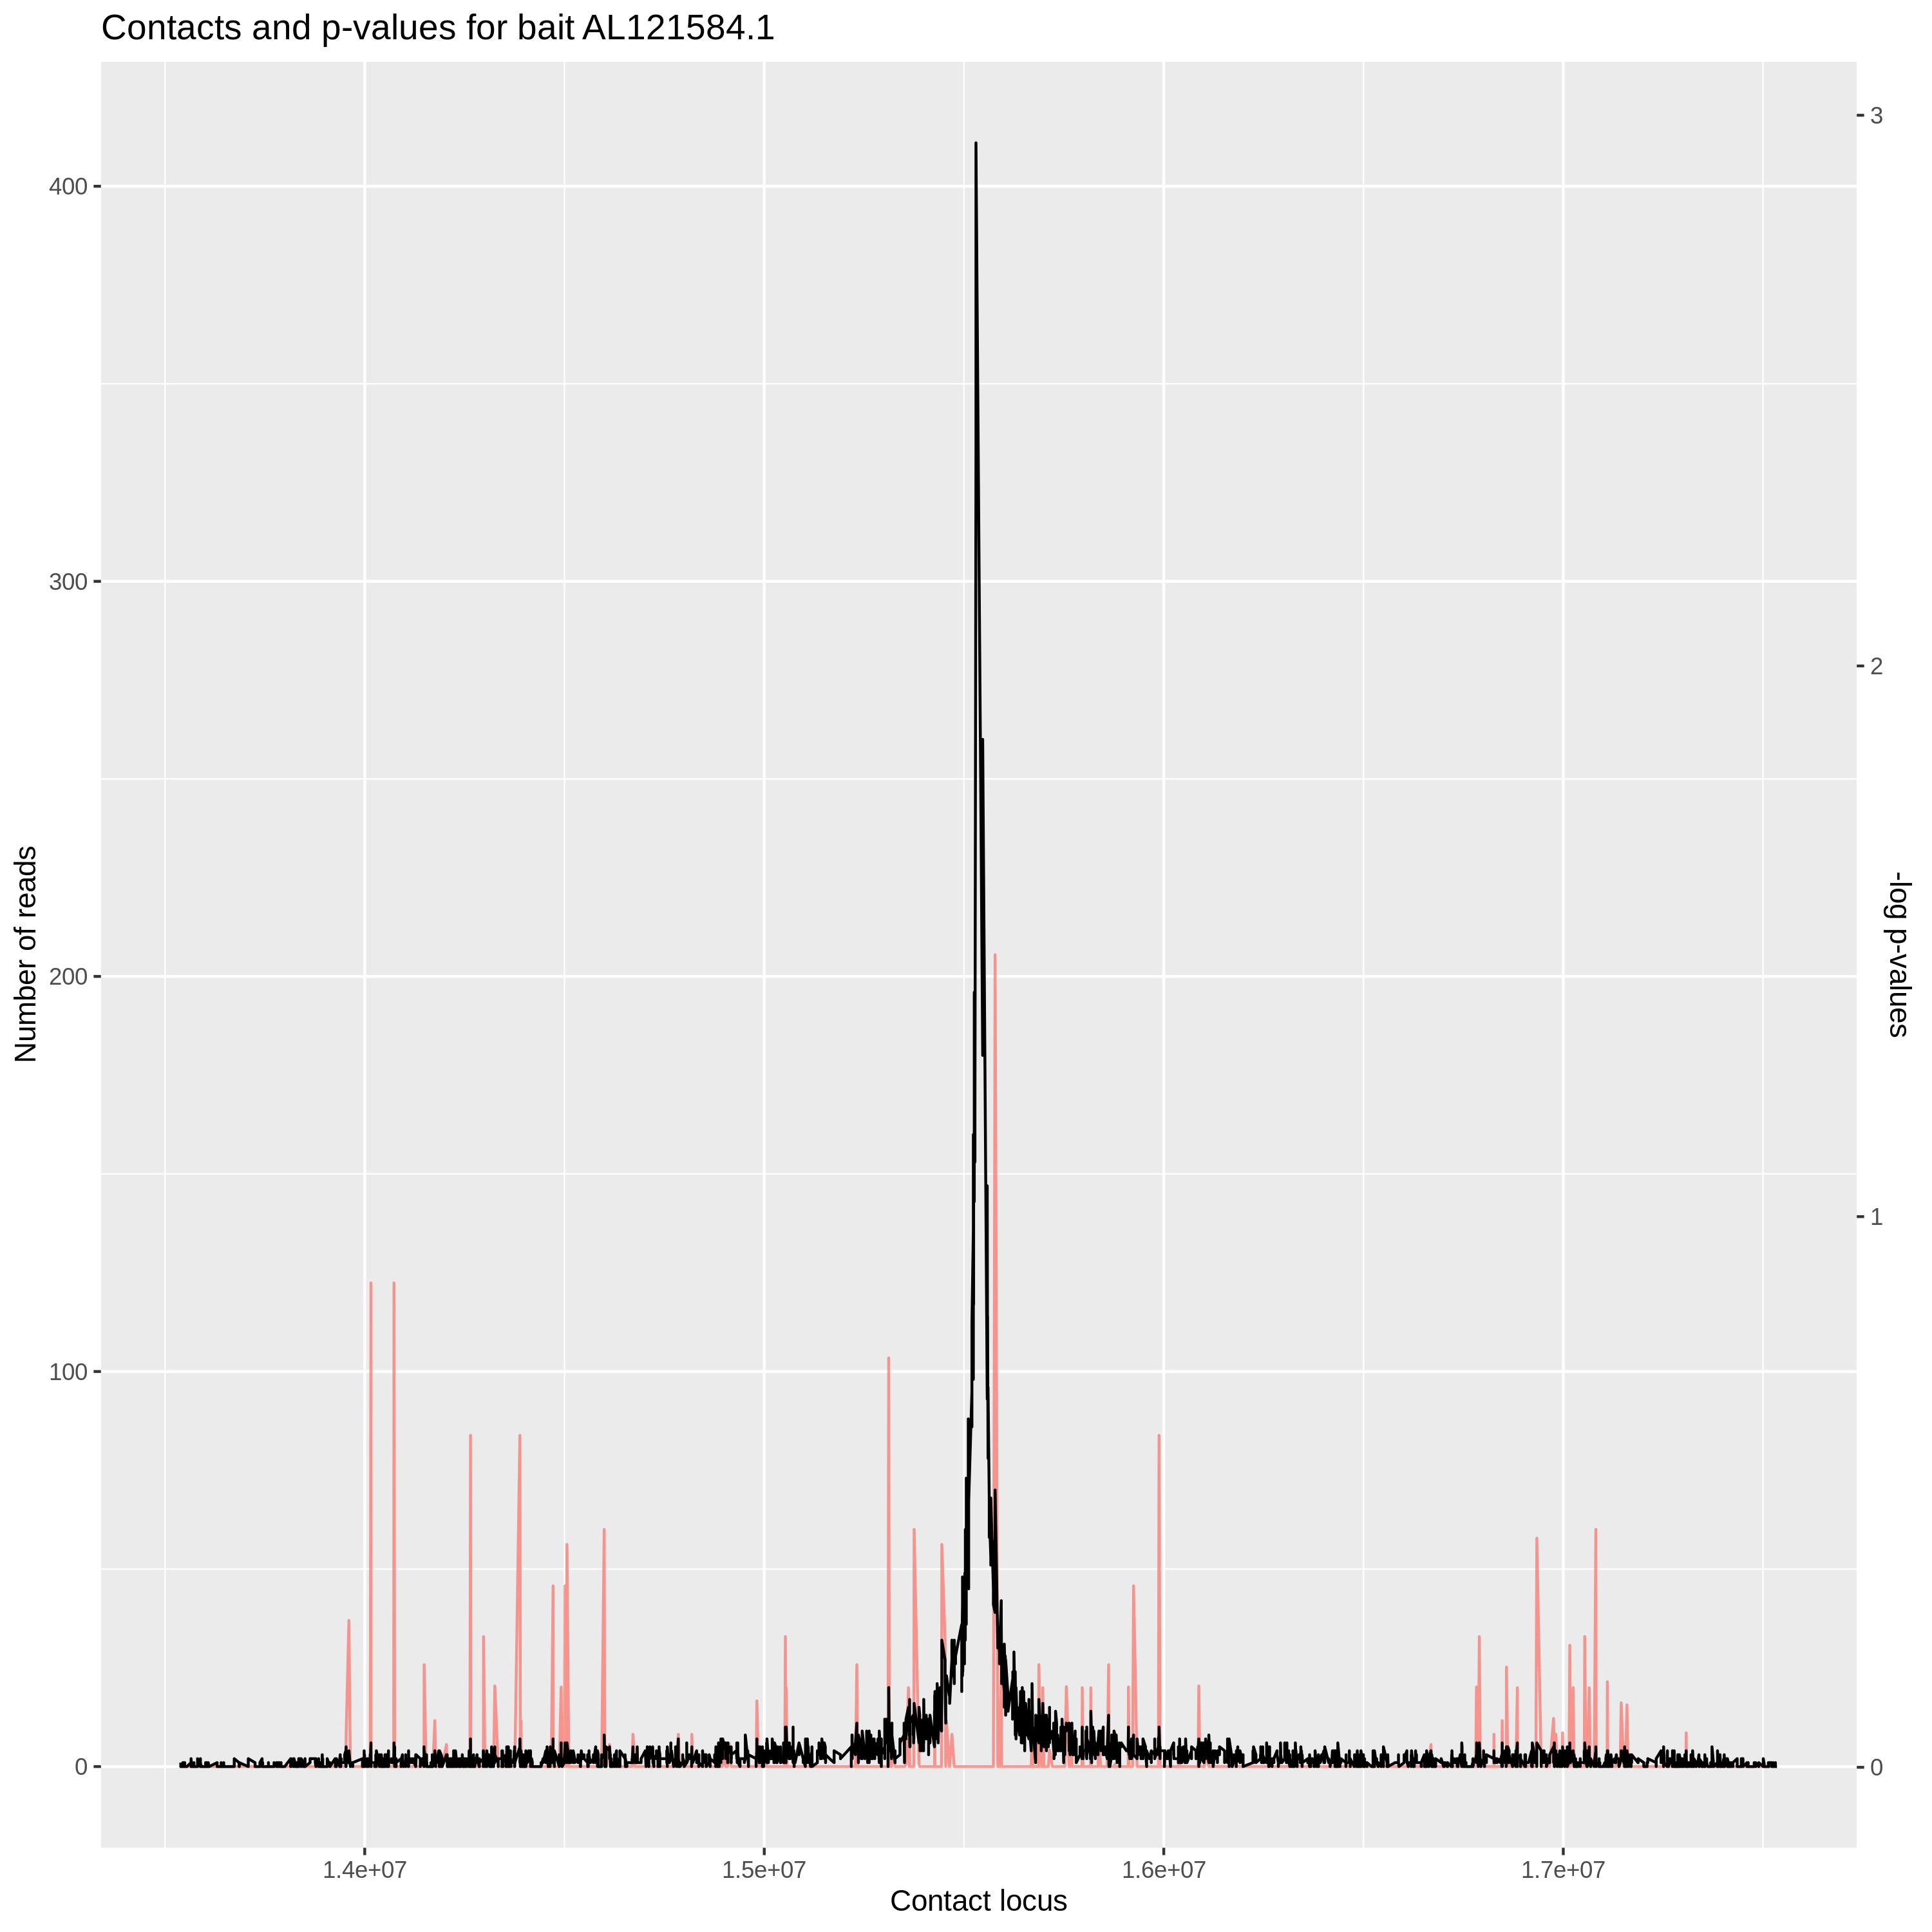 Contacts and p-values for bait AL121584.1
400
300
200
100
0
Number of reads
3
2
1
0
-log p-values
1.4e+07
1.5e+07
1.6e+07
1.7e+07
Contact locus